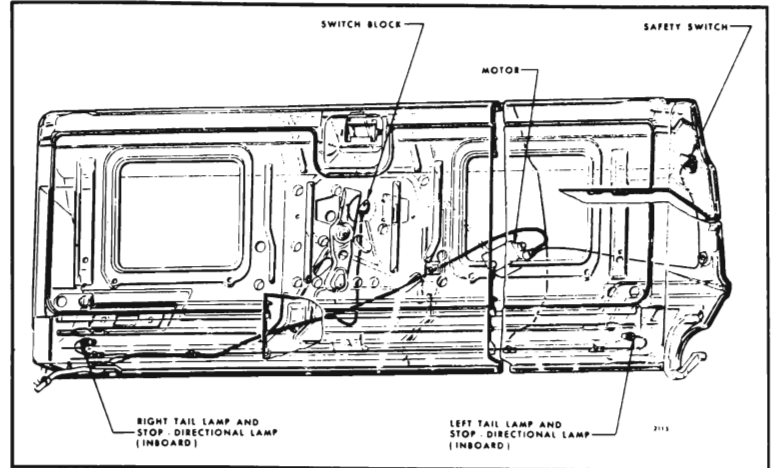 SWITCH BLOCK
SAFETY SWITCH
MOTOR
RIGHT TAIL LAMP AND
STOP - DIRECTIONAL LAMP
(INBOARD)
LEFT TAIL LAMP AND
STOP - DIRECTIONAL LAMP
(INBOARD)
2115